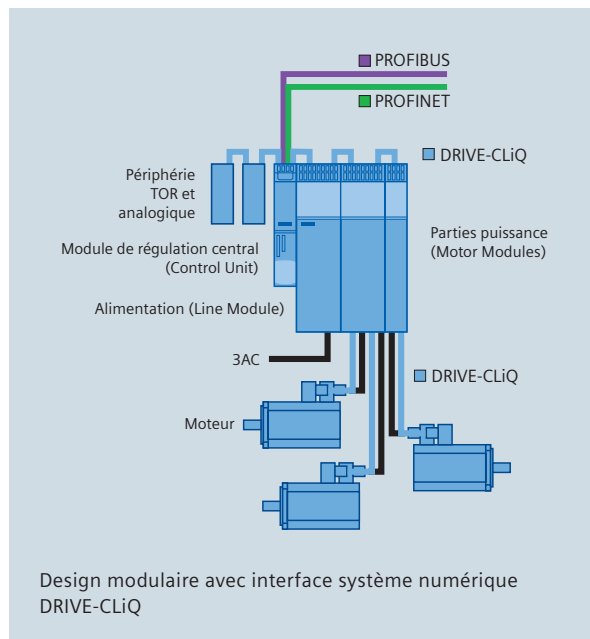 PROFIBUS
PROFINET
DRIVE-CLiQ
Périphérie
TOR et
analogique
Module de régulation central
(Control Unit)
Parties puissance
(Motor Modules)
Alimentation (Line Module)
3AC
DRIVE-CLiQ
Moteur
Design modulaire avec interface système numérique
DRIVE-CLiQ